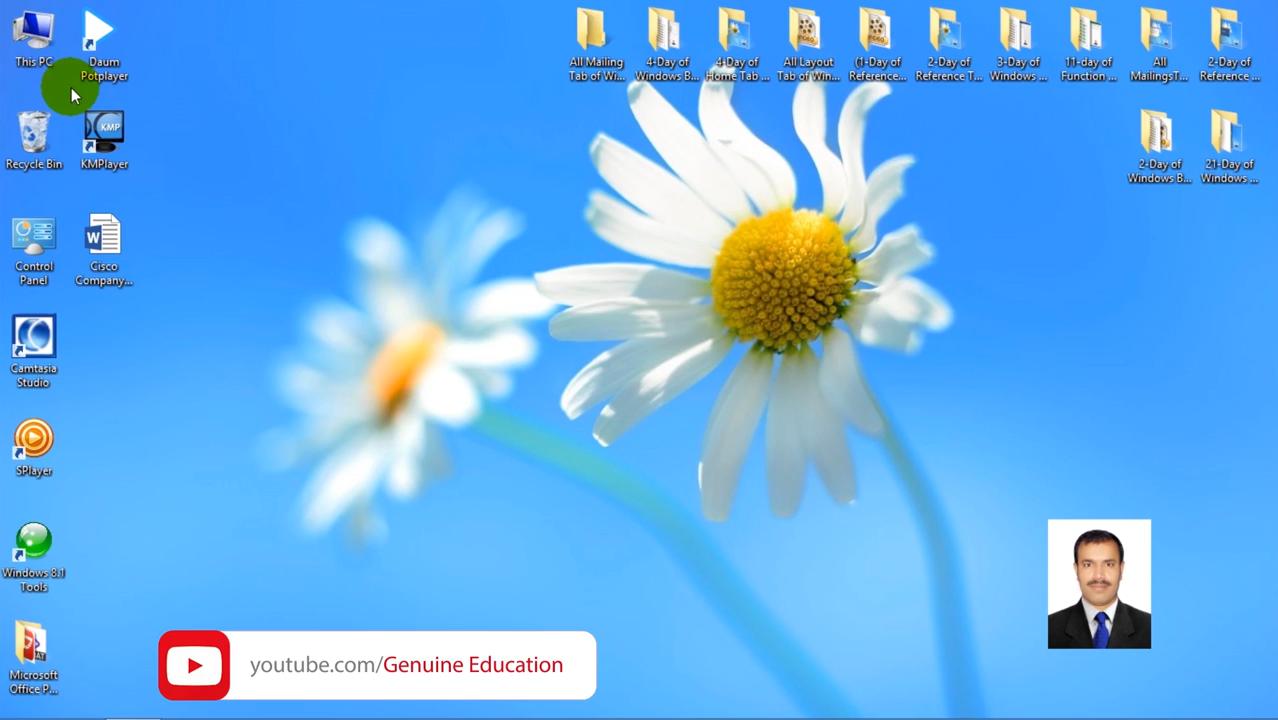 This PC
Daum
Potplayer
Recycle Bin
KMP
KMPlayer
Control
Panel
W
Cisco
Company...
Camtasia
Studio
SPlayer
Windows 8.1
Tools
Microsoft
Office P...
All Mailing
Tab of Wi...
4-Day of
Windows B...
4-Day of
Home Tab ...
All Layout
Tab of Win...
(1-Day of
Reference...
2-Day of
Reference T...
3-Day of
Windows ...
11-day of
Function ...
All
MailingsT...
2-Day of
Reference ...
2-Day of
Windows B...
21-Day of
Windows ...
youtube.com/Genuine Education